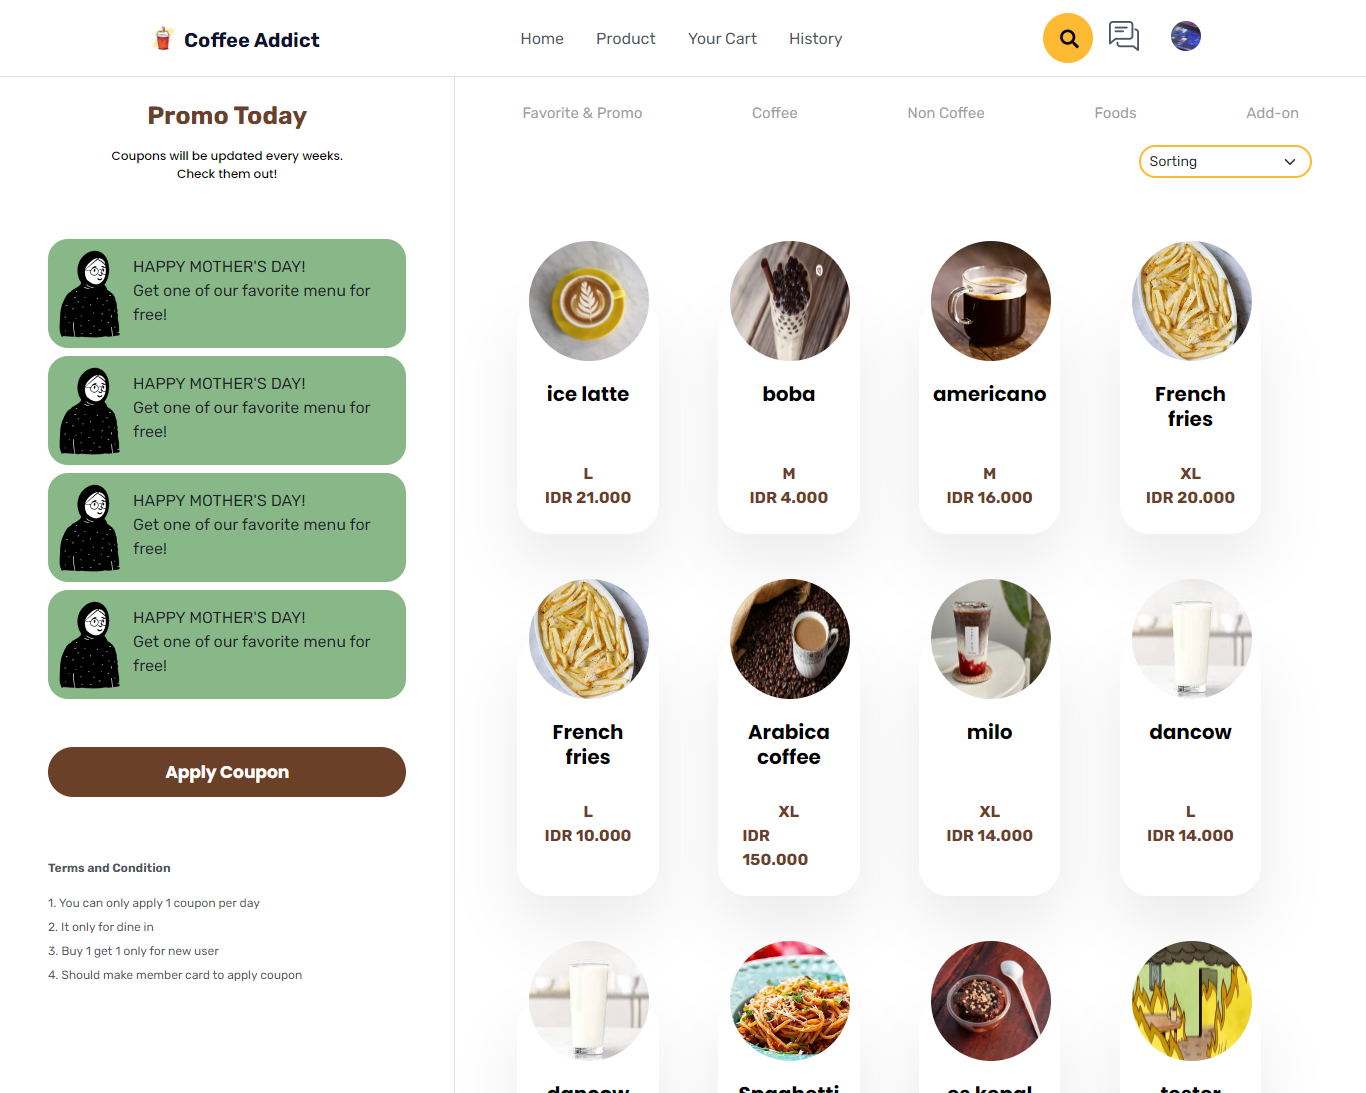 Coffee Addict
Home
Product
Your Cart
History
Promo Today
Coupons will be updated every weeks.
Check them out!
HAPPY MOTHER'S DAY!
Get one of our favorite menu for
free!
HAPPY MOTHER'S DAY!
Get one of our favorite menu for
free!
HAPPY MOTHER'S DAY!
Get one of our favorite menu for
free!
HAPPY MOTHER'S DAY!
Get one of our favorite menu for
free!
Apply Coupon
Terms and Condition
1. You can only apply 1 coupon per day
2. It only for dine in
3. Buy 1 get 1 only for new user
4. Should make member card to apply coupon
Favorite & Promo
Coffee
Non Coffee
Foods
Add-on
Sorting
ice latte
L
IDR 21.000
boba
M
IDR 4.000
americano
M
IDR 16.000
French
fries
XL
IDR 20.000
French
fries
L
IDR 10.000
Arabica
coffee
XL
IDR
150.000
milo
XL
IDR 14.000
dancow
L
IDR 14.000
dancow
Spaghetti
es kepal
tester